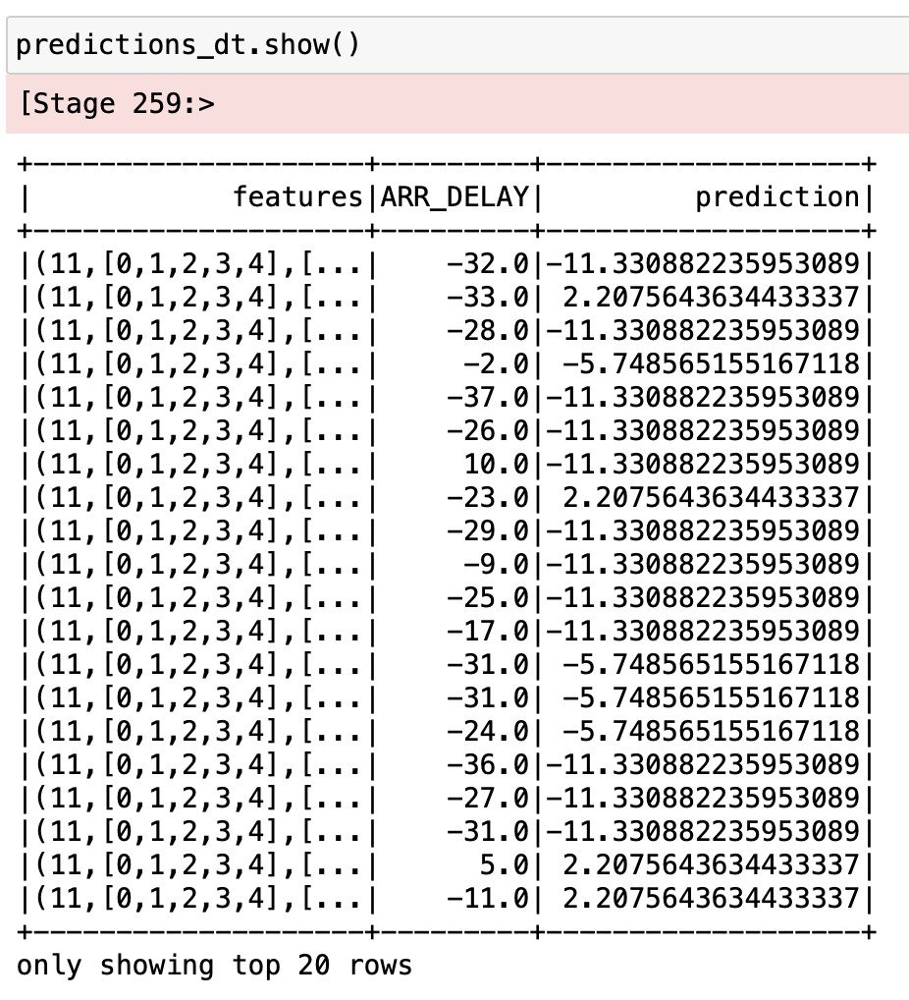 predictions_dt.show()
[Stage 259:>
+--------------------+---------+-------------------+
|            features|ARR_DELAY|         prediction|
+--------------------+---------+-------------------+
|(11,[0,1,2,3,4],[...|    -32.0|-11.330882235953089|
|(11,[0,1,2,3,4],[...|    -33.0| 2.2075643634433337|
|(11,[0,1,2,3,4],[...|    -28.0|-11.330882235953089|
|(11,[0,1,2,3,4],[...|     -2.0| -5.748565155167118|
|(11,[0,1,2,3,4],[...|    -37.0|-11.330882235953089|
|(11,[0,1,2,3,4],[...|    -26.0|-11.330882235953089|
|(11,[0,1,2,3,4],[...|     10.0|-11.330882235953089|
|(11,[0,1,2,3,4],[...|    -23.0| 2.2075643634433337|
|(11,[0,1,2,3,4],[...|    -29.0|-11.330882235953089|
|(11,[0,1,2,3,4],[...|     -9.0|-11.330882235953089|
|(11,[0,1,2,3,4],[...|    -25.0|-11.330882235953089|
|(11,[0,1,2,3,4],[...|    -17.0|-11.330882235953089|
|(11,[0,1,2,3,4],[...|    -31.0| -5.748565155167118|
|(11,[0,1,2,3,4],[...|    -31.0| -5.748565155167118|
|(11,[0,1,2,3,4],[...|    -24.0| -5.748565155167118|
|(11,[0,1,2,3,4],[...|    -36.0|-11.330882235953089|
|(11,[0,1,2,3,4],[...|    -27.0|-11.330882235953089|
|(11,[0,1,2,3,4],[...|    -31.0|-11.330882235953089|
|(11,[0,1,2,3,4],[...|      5.0| 2.2075643634433337|
|(11,[0,1,2,3,4],[...|    -11.0| 2.2075643634433337|
+--------------------+---------+-------------------+
only showing top 20 rows